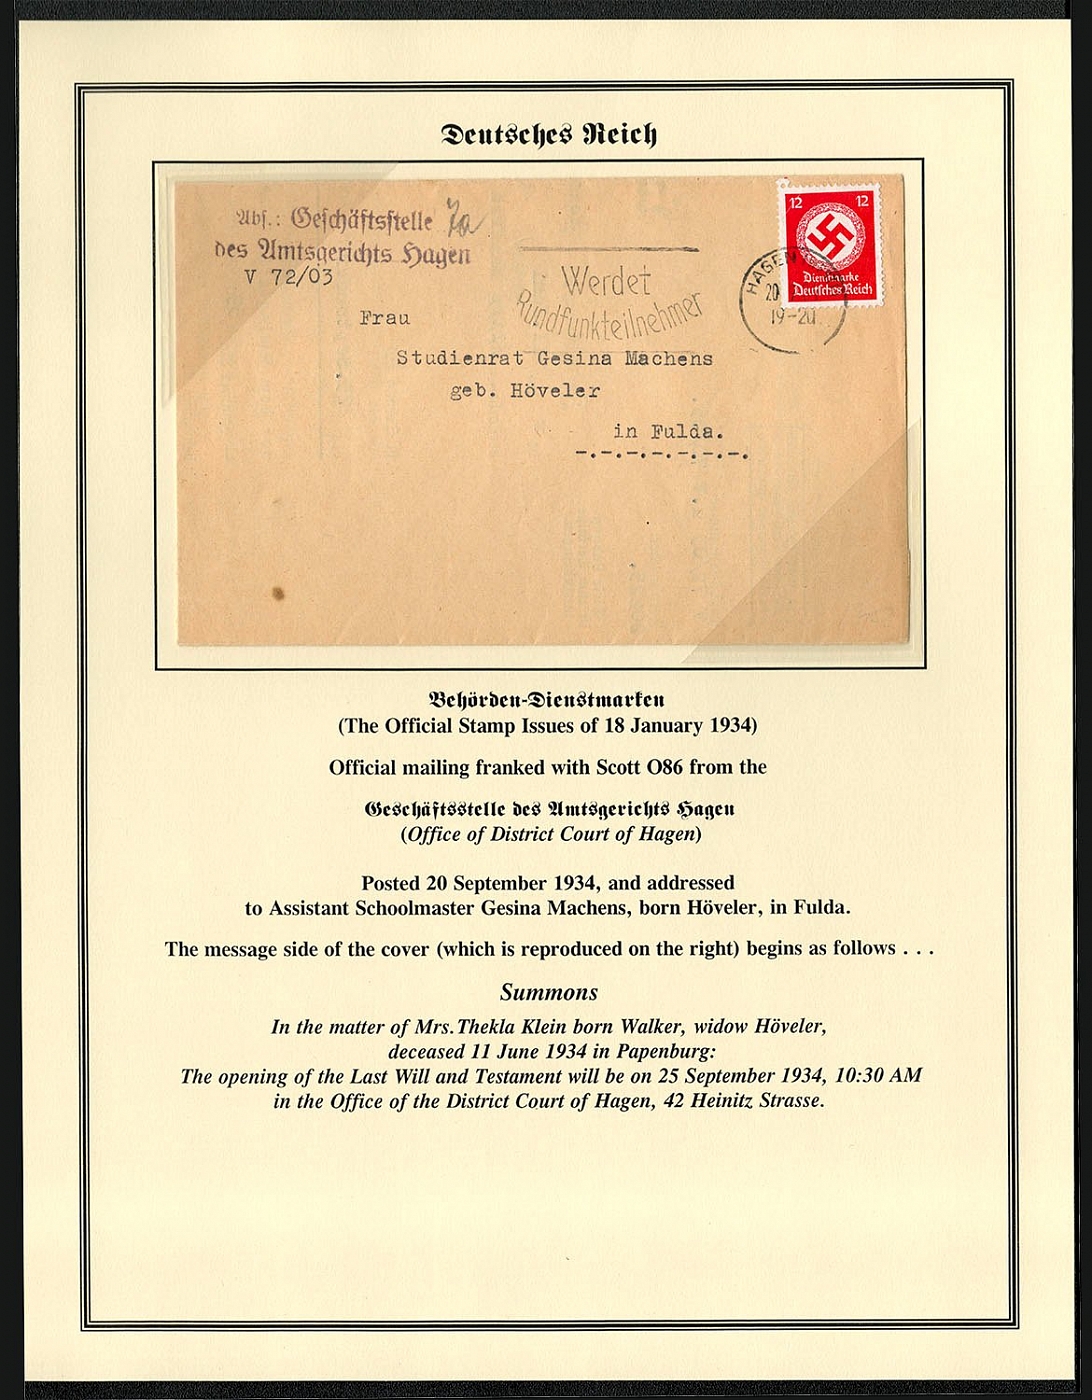 Deutsches Reich
Abs.: Geschäftsstelle 7a
des Amtsgerichts Hagen
V 72/03
Werdet
Rundfunkteilnehmer
HAGEN
20
19-20
12 12
Dienstmarke
Deutsches Reich
Frau
Studienrat Gesina Machens
geb. Höveler
in Fulda.
-.-.-.-.-.-.-.
Behörden-Dienstmarken
(The Official Stamp Issues of 18 January 1934)
Official mailing franked with Scott O86 from the
Geschäftsstelle des Amtsgerichts Hagen
(Office of District Court of Hagen)
Posted 20 September 1934, and addressed
to Assistant Schoolmaster Gesina Machens, born Höveler, in Fulda.
The message side of the cover (which is reproduced on the right) begins as follows . . .
Summons
In the matter of Mrs. Thekla Klein born Walker, widow Höveler,
deceased 11 June 1934 in Papenburg:
The opening of the Last Will and Testament will be on 25 September 1934, 10:30 AM
in the Office of the District Court of Hagen, 42 Heinitz Strasse.